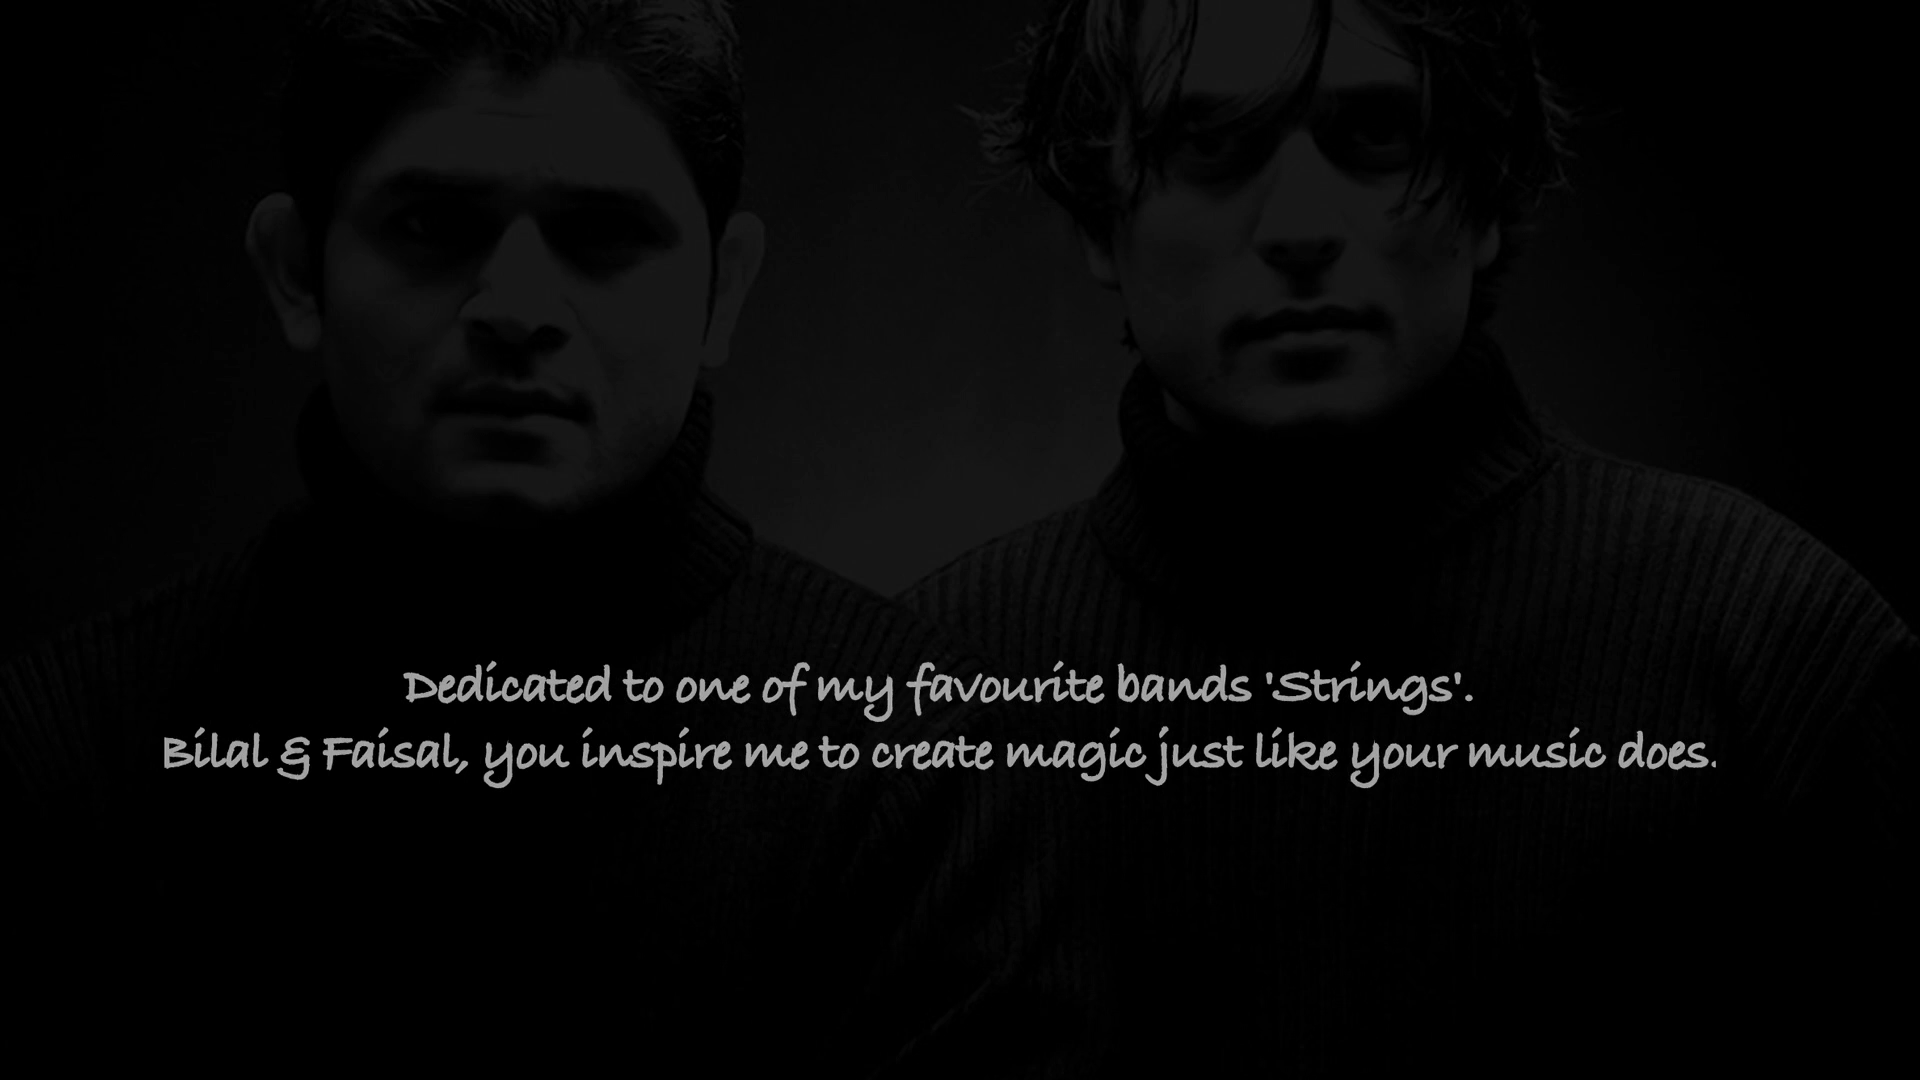 Dedicated to one of my favourite bands 'Strings'.
Bilal & Faisal, you inspire me to create magic just like your music does.